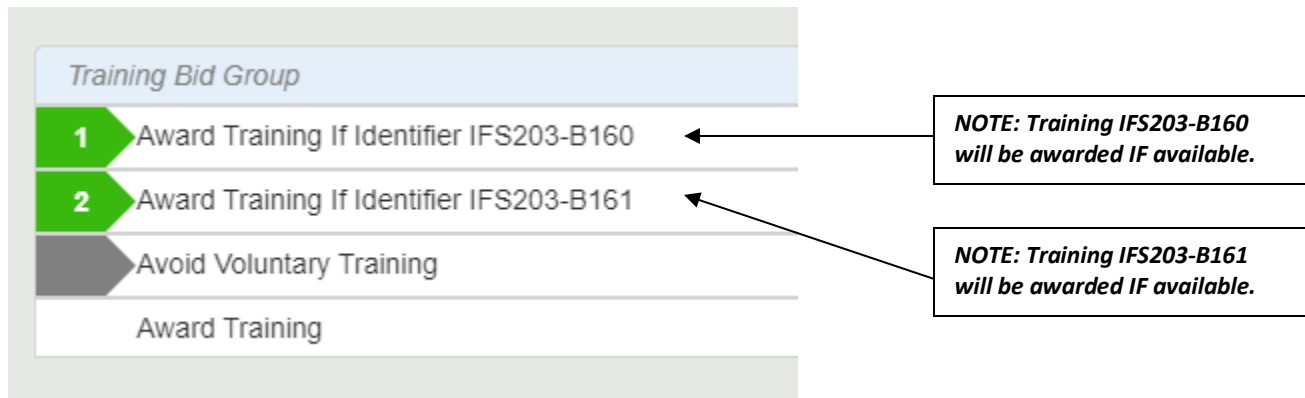 Training Bid Group
1 Award Training If Identifier IFS203-B160
2 Award Training If Identifier IFS203-B161
Avoid Voluntary Training
Award Training
NOTE: Training IFS203-B160
will be awarded IF available.
NOTE: Training IFS203-B161
will be awarded IF available.